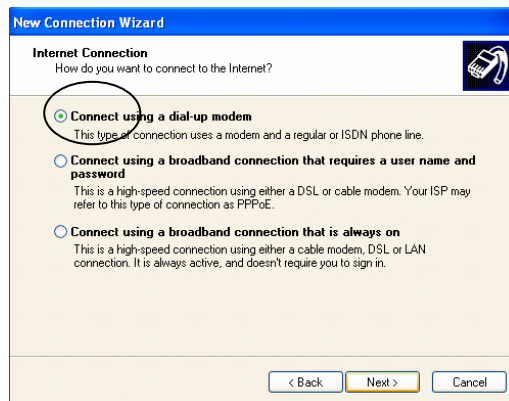 New Connection Wizard
Internet Connection
How do you want to connect to the Internet?
Connect using a dial-up modem
This type of connection uses a modem and a regular or ISDN phone line.
Connect using a broadband connection that requires a user name and
password
This is a high-speed connection using either a DSL or cable modem. Your ISP may
refer to this type of connection as PPPoE.
Connect using a broadband connection that is always on
This is a high-speed connection using either a cable modem, DSL or LAN
connection. It is always active, and doesn't require you to sign in.
< Back
Next >
Cancel